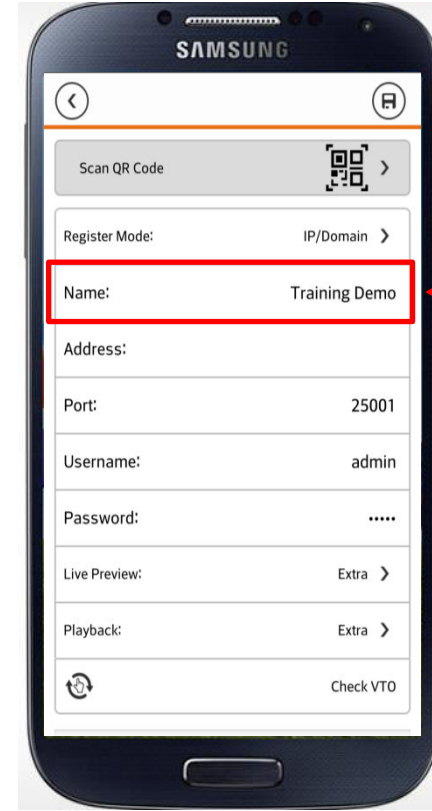 SAMSUNG
Scan QR Code
Register Mode: IP/Domain
Name: Training Demo
Address:
Port: 25001
Username: admin
Password: •••••
Live Preview: Extra
Playback: Extra
Check VTO